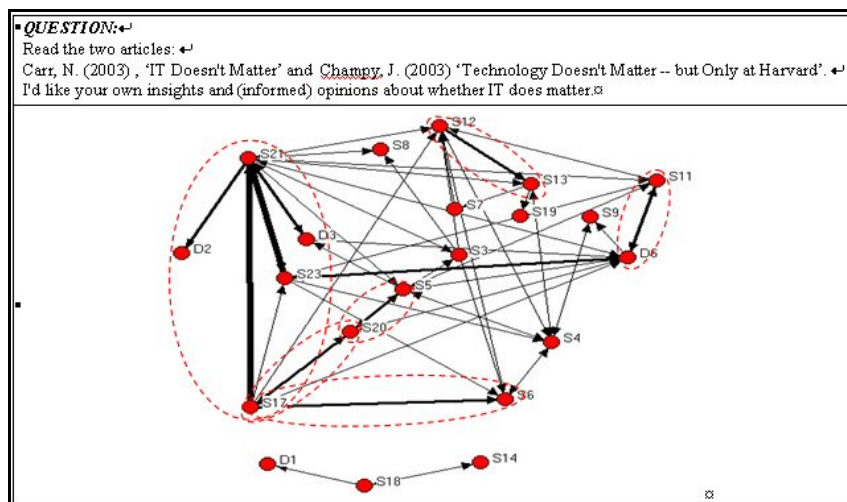 QUESTION:↵
Read the two articles: ↵
Carr, N. (2003) , ‘IT Doesn't Matter’ and Champy, J. (2003) ‘Technology Doesn't Matter -- but Only at Harvard’. ↵
I'd like your own insights and (informed) opinions about whether IT does matter.¤
S12
S21
S8
S13
S11
S7
S19
S9
D3
D2
S3
D6
S23
S5
S20
S4
S17
S6
D1
S14
S18
¤